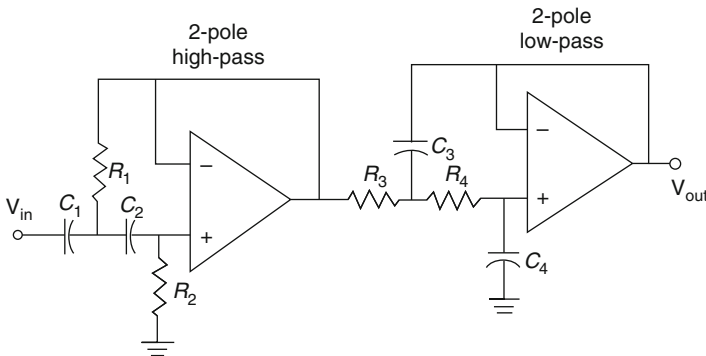 2-pole
high-pass
2-pole
low-pass
−
+
−
+
R1
C1
C2
R2
R3
C3
R4
C4
Vin
Vout